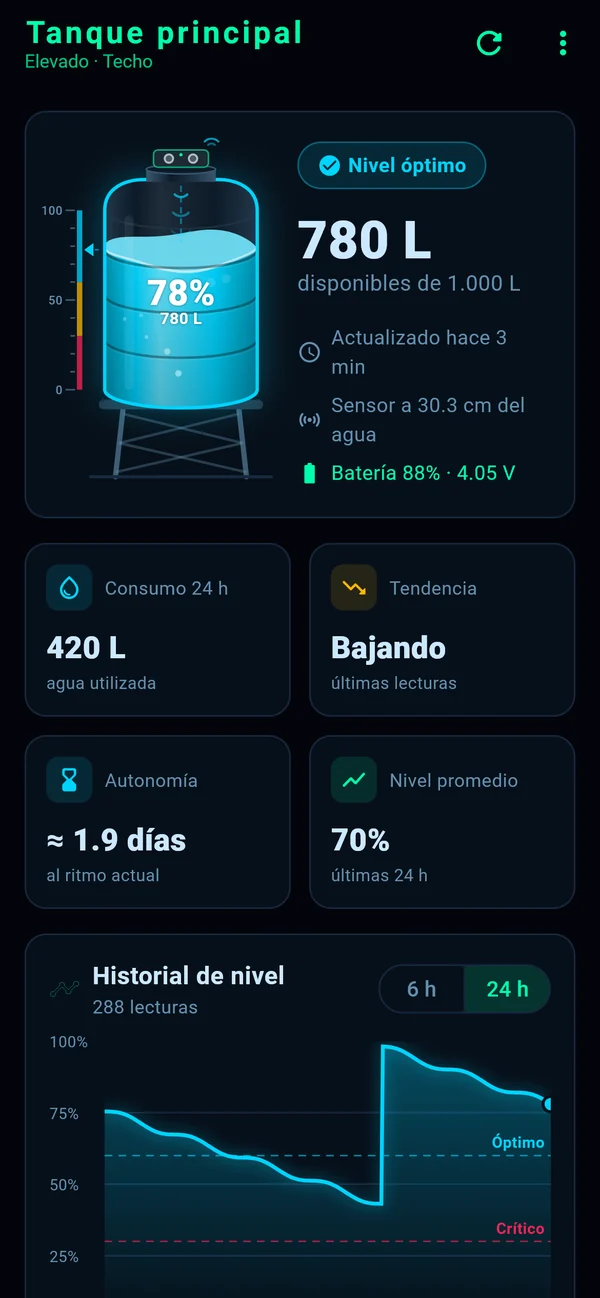 Tanque principal
Elevado · Techo
Nivel óptimo
780 L
disponibles de 1.000 L
Actualizado hace 3
min
Sensor a 30.3 cm del
agua
Batería 88% · 4.05 V
100
50
0
78%
780 L
Consumo 24 h
420 L
agua utilizada
Tendencia
Bajando
últimas lecturas
Autonomía
≈ 1.9 días
al ritmo actual
Nivel promedio
70%
últimas 24 h
Historial de nivel
288 lecturas
6 h
24 h
100%
75%
Óptimo
50%
Crítico
25%